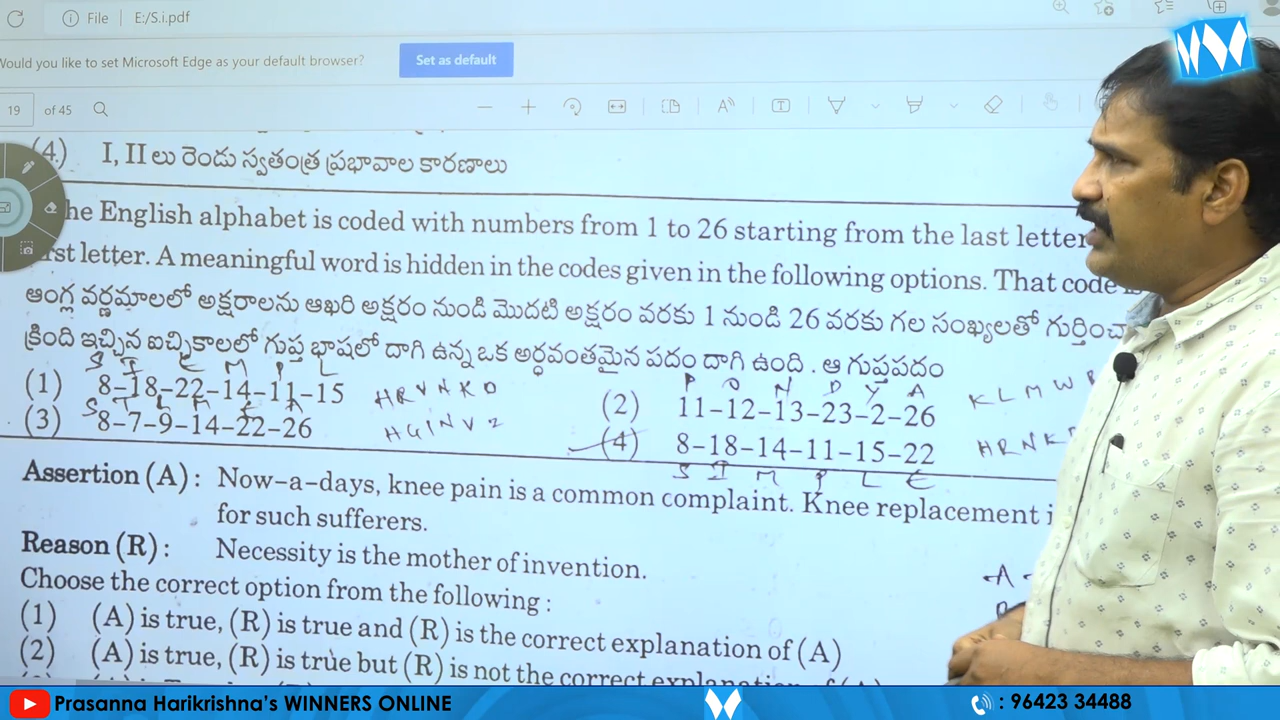 File E:/S.i.pdf
Would you like to set Microsoft Edge as your default browser? Set as default
19 of 45
(4) I, II లు రెండు స్వతంత్ర ప్రభావాల కారణాలు
he English alphabet is coded with numbers from 1 to 26 starting from the last letter
rst letter. A meaningful word is hidden in the codes given in the following options. That code is
ఆంగ్ల వర్ణమాలలో అక్షరాలను ఆఖరి అక్షరం నుండి మొదటి అక్షరం వరకు 1 నుండి 26 వరకు గల సంఖ్యలతో గుర్తించా
క్రింది ఇచ్చిన ఐచ్ఛికాలలో గుప్త భాషలో దాగి ఉన్న ఒక అర్థవంతమైన పదం దాగి ఉంది . ఆ గుప్తపదం
S I E M P L
(1) 8–18–22–14–11–15 HRVNKO
P O N D Y A
(2) 11–12–13–23–2–26 KLMWB
(3) 8–7–9–14–22–26 HGINVZ
(4) 8–18–14–11–15–22 HRNK
S I M P L E
Assertion (A) : Now-a-days, knee pain is a common complaint. Knee replacement i
for such sufferers.
Reason (R) : Necessity is the mother of invention.
Choose the correct option from the following :
(1) (A) is true, (R) is true and (R) is the correct explanation of (A)
(2) (A) is true, (R) is true but (R) is not the correct explanation of (A)
Prasanna Harikrishna's WINNERS ONLINE
: 96423 34488